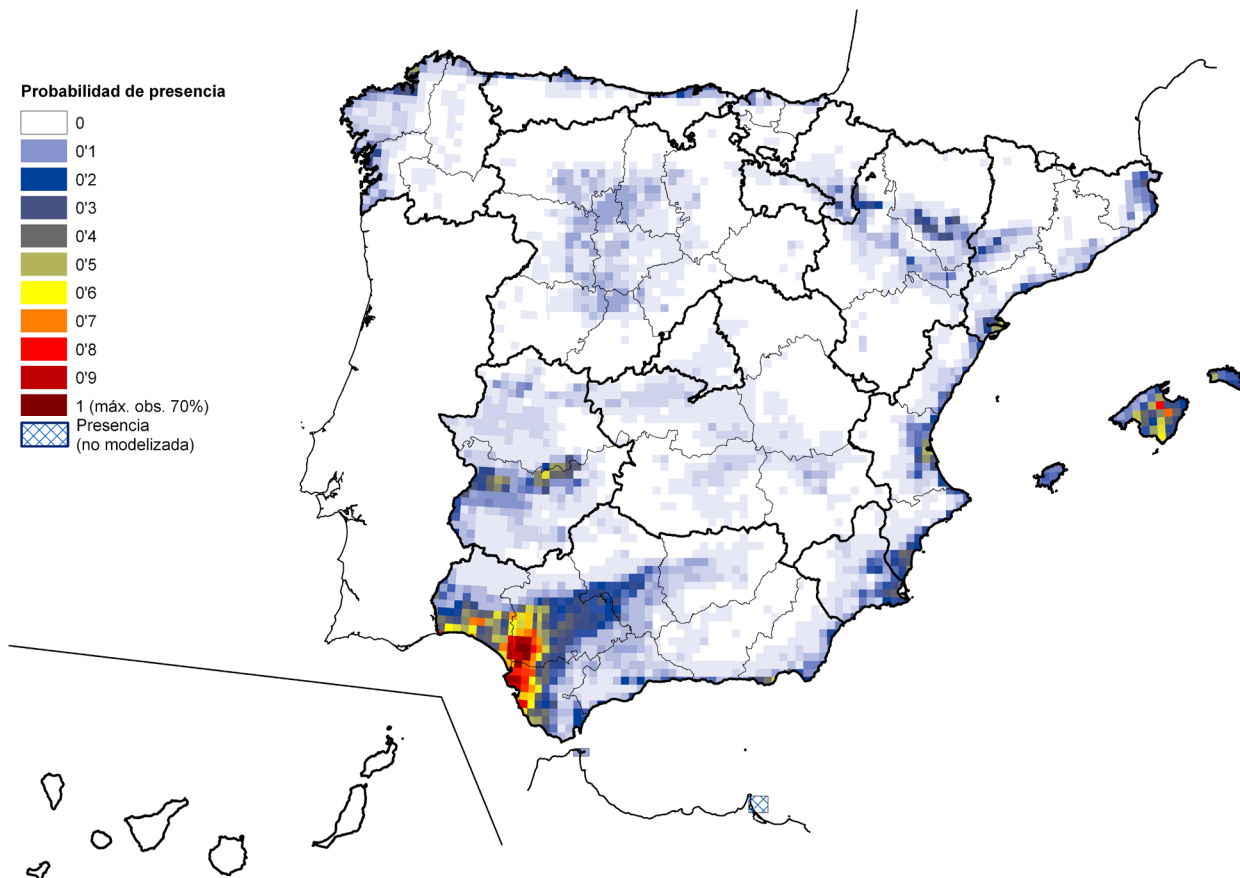 Probabilidad de presencia
0
0'1
0'2
0'3
0'4
0'5
0'6
0'7
0'8
0'9
1 (máx. obs. 70%)
Presencia
(no modelizada)